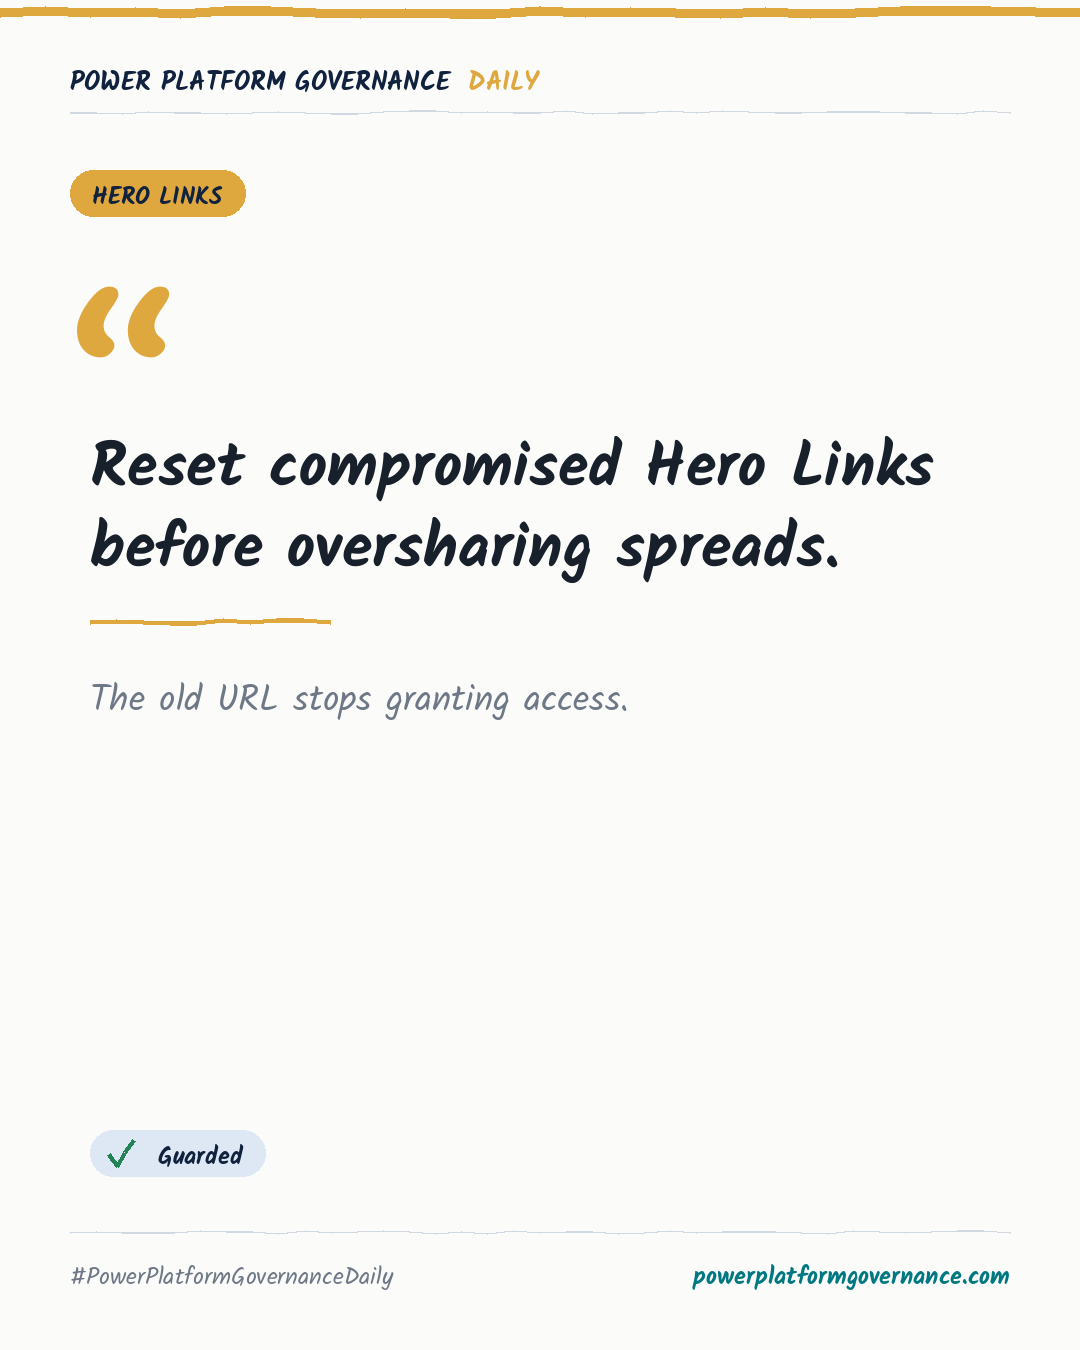 POWER PLATFORM GOVERNANCE DAILY
HERO LINKS
“
Reset compromised Hero Links
before oversharing spreads.
The old URL stops granting access.
✓ Guarded
#PowerPlatformGovernanceDaily
powerplatformgovernance.com